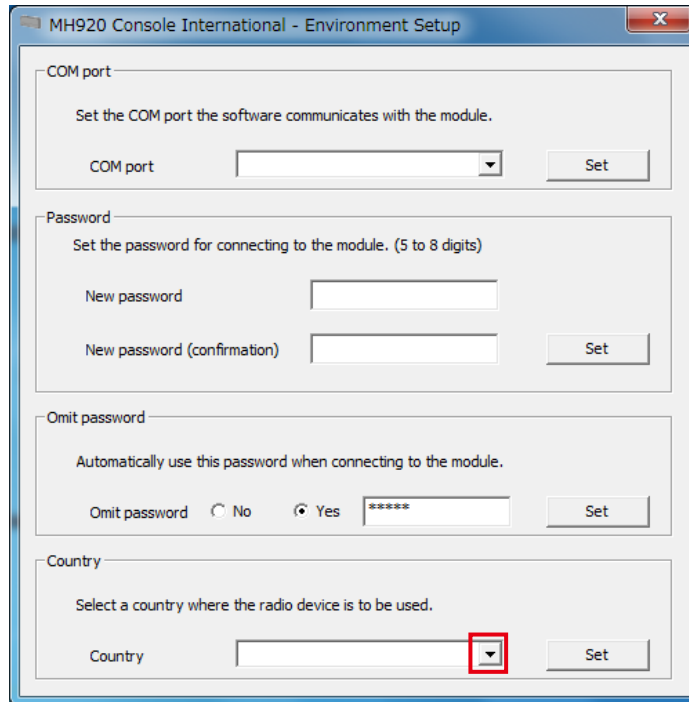 MH920 Console International - Environment Setup
COM port
Set the COM port the software communicates with the module.
COM port
Set
Password
Set the password for connecting to the module. (5 to 8 digits)
New password
New password (confirmation)
Set
Omit password
Automatically use this password when connecting to the module.
Omit password No Yes *****
Set
Country
Select a country where the radio device is to be used.
Country
Set